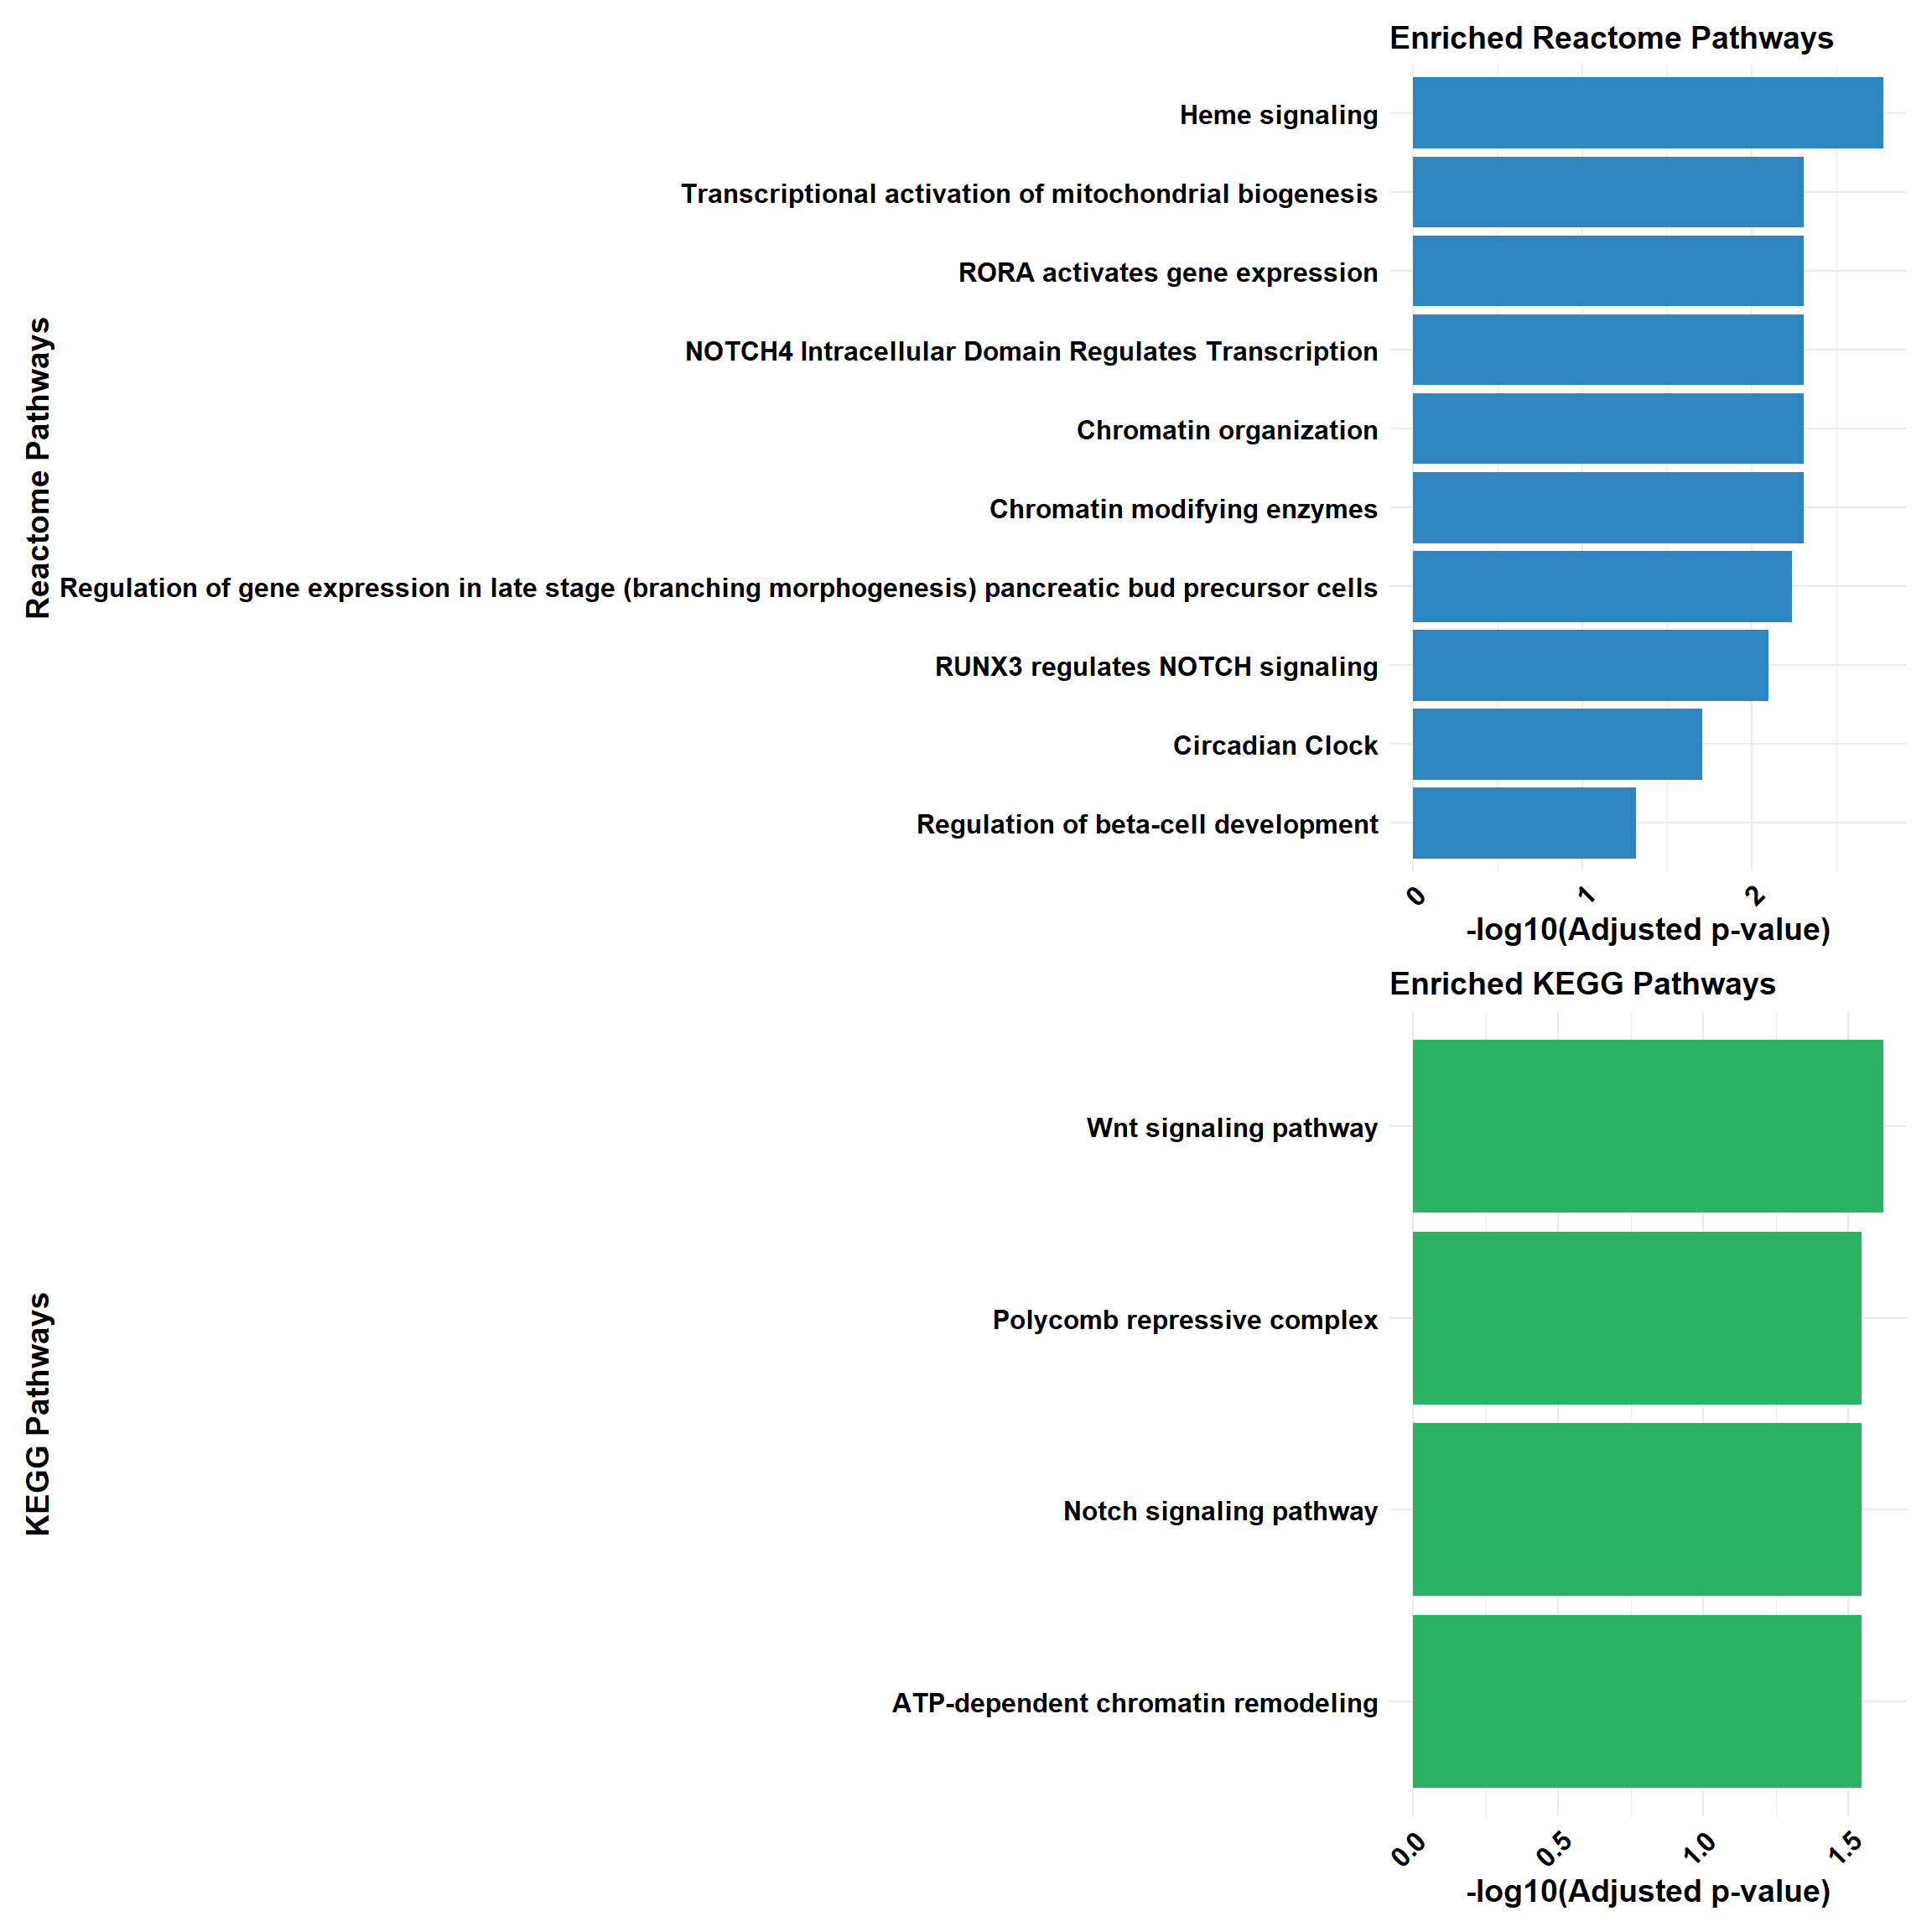 Enriched Reactome Pathways
Reactome Pathways
Heme signaling
Transcriptional activation of mitochondrial biogenesis
RORA activates gene expression
NOTCH4 Intracellular Domain Regulates Transcription
Chromatin organization
Chromatin modifying enzymes
Regulation of gene expression in late stage (branching morphogenesis) pancreatic bud precursor cells
RUNX3 regulates NOTCH signaling
Circadian Clock
Regulation of beta-cell development
0 1 2
-log10(Adjusted p-value)
Enriched KEGG Pathways
KEGG Pathways
Wnt signaling pathway
Polycomb repressive complex
Notch signaling pathway
ATP-dependent chromatin remodeling
0.0 0.5 1.0 1.5
-log10(Adjusted p-value)